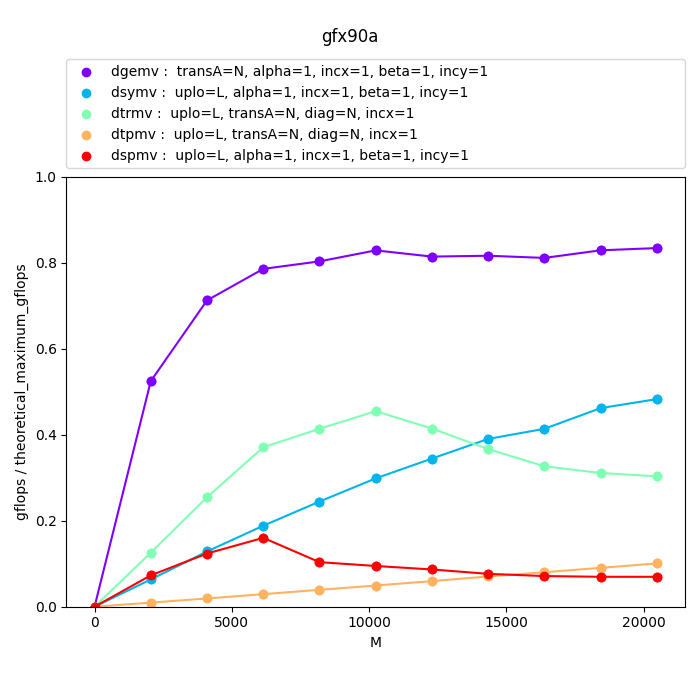 gfx90a
dgemv :  transA=N, alpha=1, incx=1, beta=1, incy=1
dsymv :  uplo=L, alpha=1, incx=1, beta=1, incy=1
dtrmv :  uplo=L, transA=N, diag=N, incx=1
dtpmv :  uplo=L, transA=N, diag=N, incx=1
dspmv :  uplo=L, alpha=1, incx=1, beta=1, incy=1
1.0
0.8
0.6
0.4
0.2
0.0
gflops / theoretical_maximum_gflops
0 5000 10000 15000 20000
M